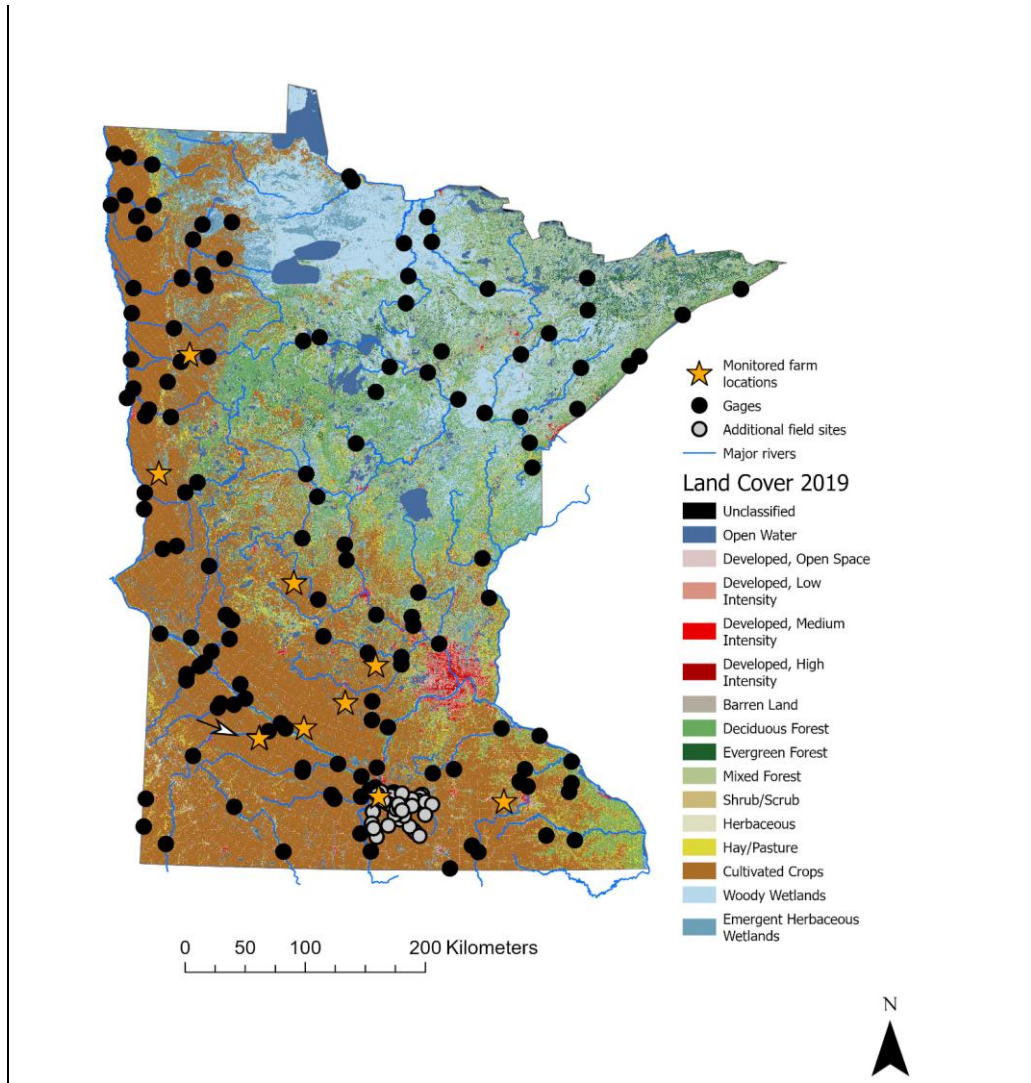 Monitored farm
locations
Gages
Additional field sites
Major rivers
Land Cover 2019
Unclassified
Open Water
Developed, Open Space
Developed, Low
Intensity
Developed, Medium
Intensity
Developed, High
Intensity
Barren Land
Deciduous Forest
Evergreen Forest
Mixed Forest
Shrub/Scrub
Herbaceous
Hay/Pasture
Cultivated Crops
Woody Wetlands
Emergent Herbaceous
Wetlands
0 50 100 200 Kilometers
N